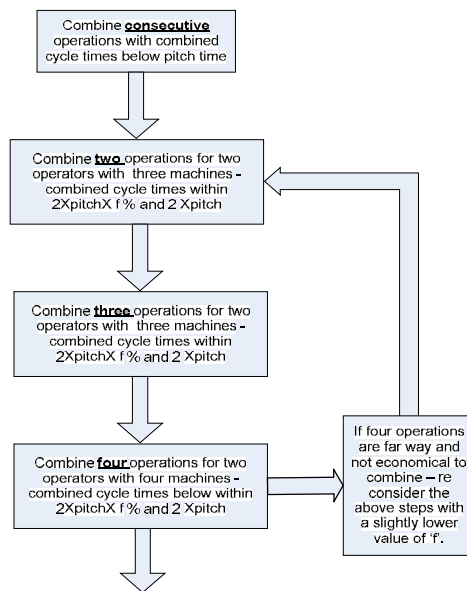 Combine consecutive
operations with combined
cycle times below pitch time
Combine two operations for two
operators with three machines -
combined cycle times within
2XpitchX f % and 2 Xpitch
Combine three operations for two
operators with three machines -
combined cycle times within
2XpitchX f % and 2 Xpitch
Combine four operations for two
operators with four machines -
combined cycle times below within
2XpitchX f % and 2 Xpitch
If four operations
are far way and
not economical to
combine – re
consider the
above steps with
a slightly lower
value of ‘f’.